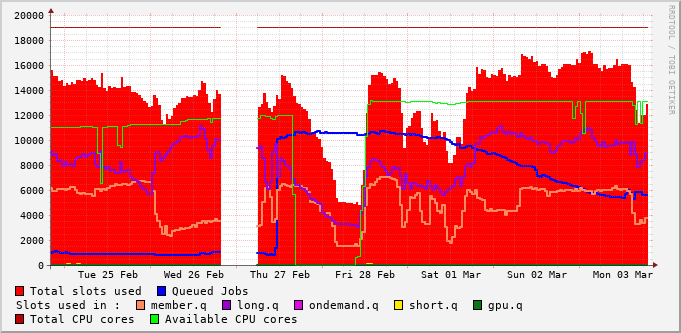 20000
18000
16000
14000
12000
10000
8000
6000
4000
2000
0
Tue 25 Feb Wed 26 Feb Thu 27 Feb Fri 28 Feb Sat 01 Mar Sun 02 Mar Mon 03 Mar
Total slots used Queued Jobs
Slots used in : member.q long.q ondemand.q short.q gpu.q
Total CPU cores Available CPU cores
RRDTOOL / TOBI OETIKER